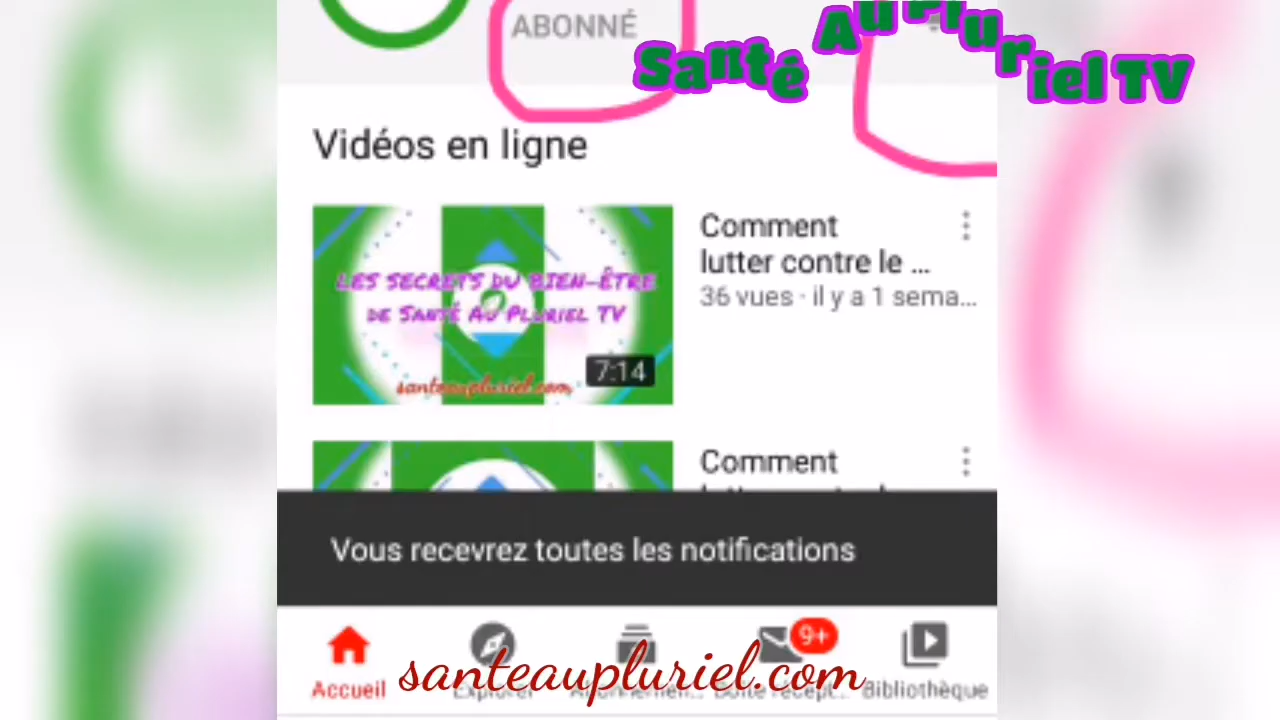 ABONNÉ
Santé Au Pluriel TV
Vidéos en ligne
LES SECRETS DU BIEN-ÊTRE
DE SANTÉ AU PLURIEL TV
santeaupluriel.com
7:14
Comment
lutter contre le ...
36 vues · il y a 1 sema...
Comment
Vous recevrez toutes les notifications
9+
santeaupluriel.com
Accueil Explorer Bibliothèque